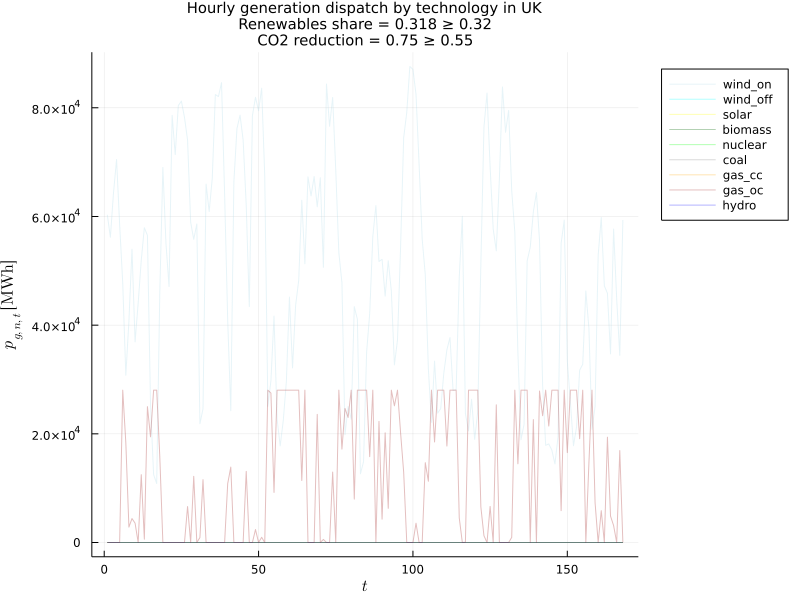 Hourly generation dispatch by technology in UK
Renewables share = 0.318 ≥ 0.32
CO2 reduction = 0.75 ≥ 0.55
8.0×10⁴
6.0×10⁴
4.0×10⁴
2.0×10⁴
0
p g, n, t [MWh]
0 50 100 150
t
wind_on
wind_off
solar
biomass
nuclear
coal
gas_cc
gas_oc
hydro